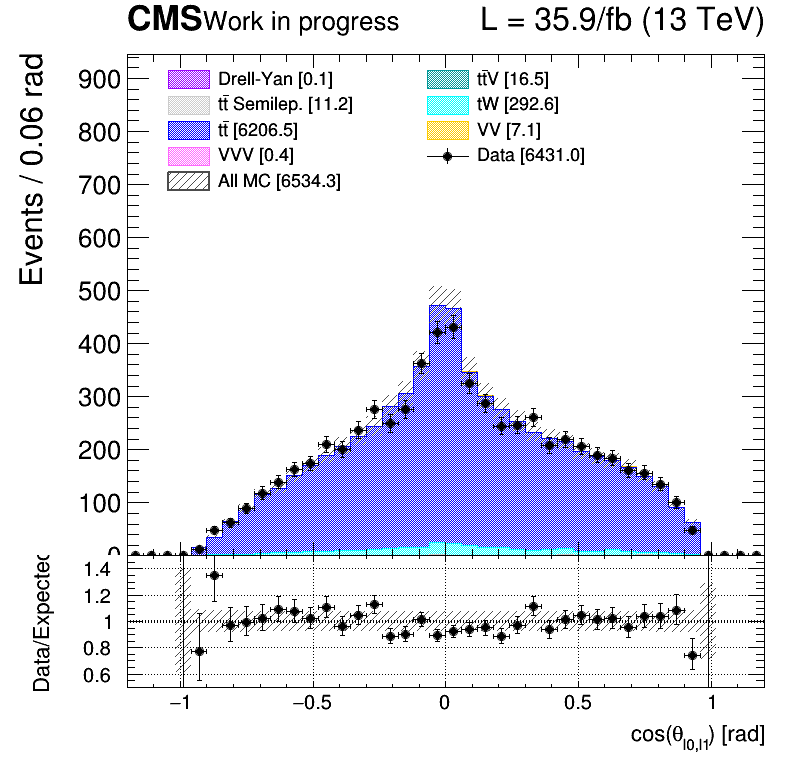 CMS Work in progress L = 35.9/fb (13 TeV)
Events / 0.06 rad
900
800
700
600
500
400
300
200
100
0
Drell-Yan [0.1]
tt̄ Semilep. [11.2]
tt̄ [6206.5]
VVV [0.4]
All MC [6534.3]
tt̄V [16.5]
tW [292.6]
VV [7.1]
Data [6431.0]
Data/Expected
1.4
1.2
1
0.8
0.6
−1 −0.5 0 0.5 1
cos(θ_l0,l1) [rad]